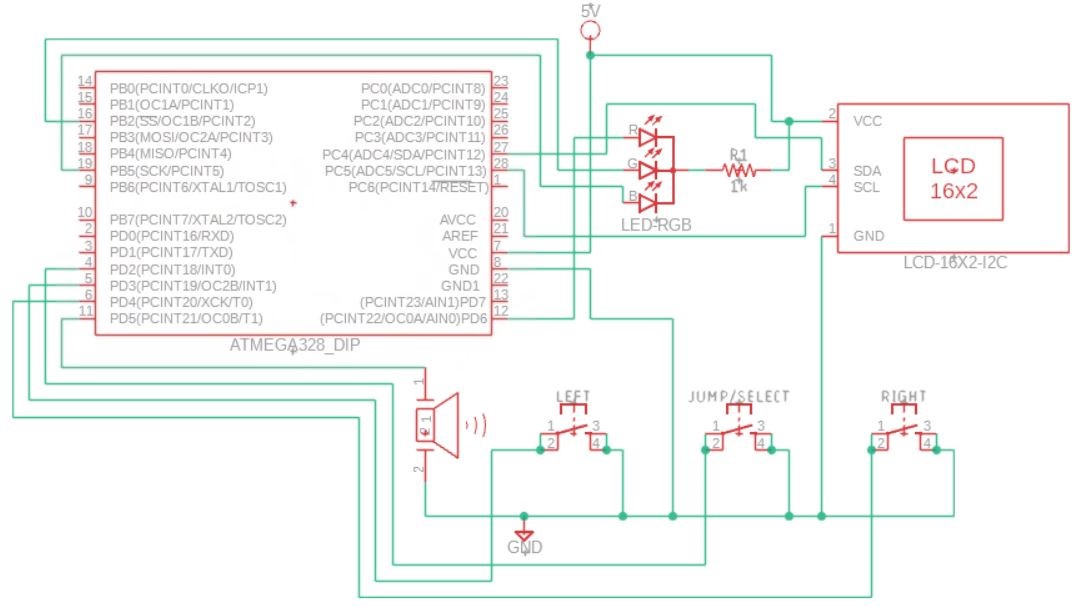 5V
14 PB0(PCINT0/CLKO/ICP1) PC0(ADC0/PCINT8) 23
15 PB1(OC1A/PCINT1) PC1(ADC1/PCINT9) 24
16 PB2(SS/OC1B/PCINT2) PC2(ADC2/PCINT10) 25
17 PB3(MOSI/OC2A/PCINT3) PC3(ADC3/PCINT11) 26
18 PB4(MISO/PCINT4) PC4(ADC4/SDA/PCINT12) 27
19 PB5(SCK/PCINT5) PC5(ADC5/SCL/PCINT13) 28
9 PB6(PCINT6/XTAL1/TOSC1) PC6(PCINT14/RESET) 1
10 PB7(PCINT7/XTAL2/TOSC2) AVCC 20
2 PD0(PCINT16/RXD) AREF 21
3 PD1(PCINT17/TXD) VCC 7
4 PD2(PCINT18/INT0) GND 8
5 PD3(PCINT19/OC2B/INT1) GND1 22
6 PD4(PCINT20/XCK/T0) (PCINT23/AIN1)PD7 13
11 PD5(PCINT21/OC0B/T1) (PCINT22/OC0A/AIN0)PD6 12
ATMEGA328_DIP
R
G
B
LED-RGB
R1
1k
2 VCC
3 SDA
4 SCL
1 GND
LCD
16x2
LCD-16X2-I2C
1
2
LEFT
1 3
2 4
JUMP/SELECT
1 3
2 4
RIGHT
1 3
2 4
GND